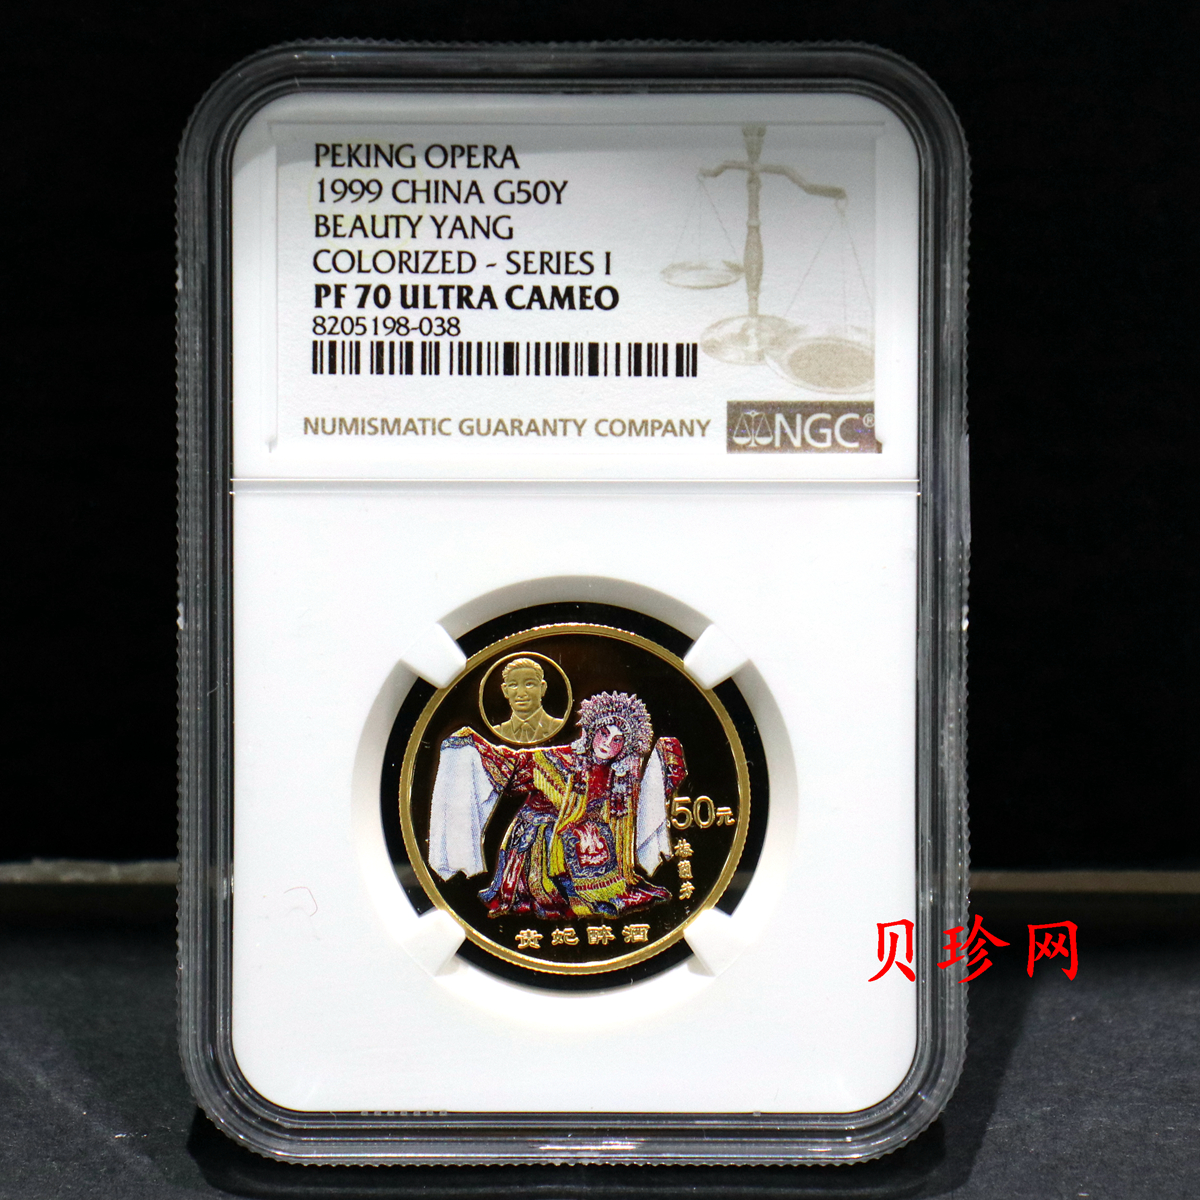 PEKING OPERA
1999 CHINA G50Y
BEAUTY YANG
COLORIZED - SERIES I
PF 70 ULTRA CAMEO
8205198-038
NUMISMATIC GUARANTY COMPANY
NGC®
50元
梅蘭芳
贵妃醉酒
贝珍网